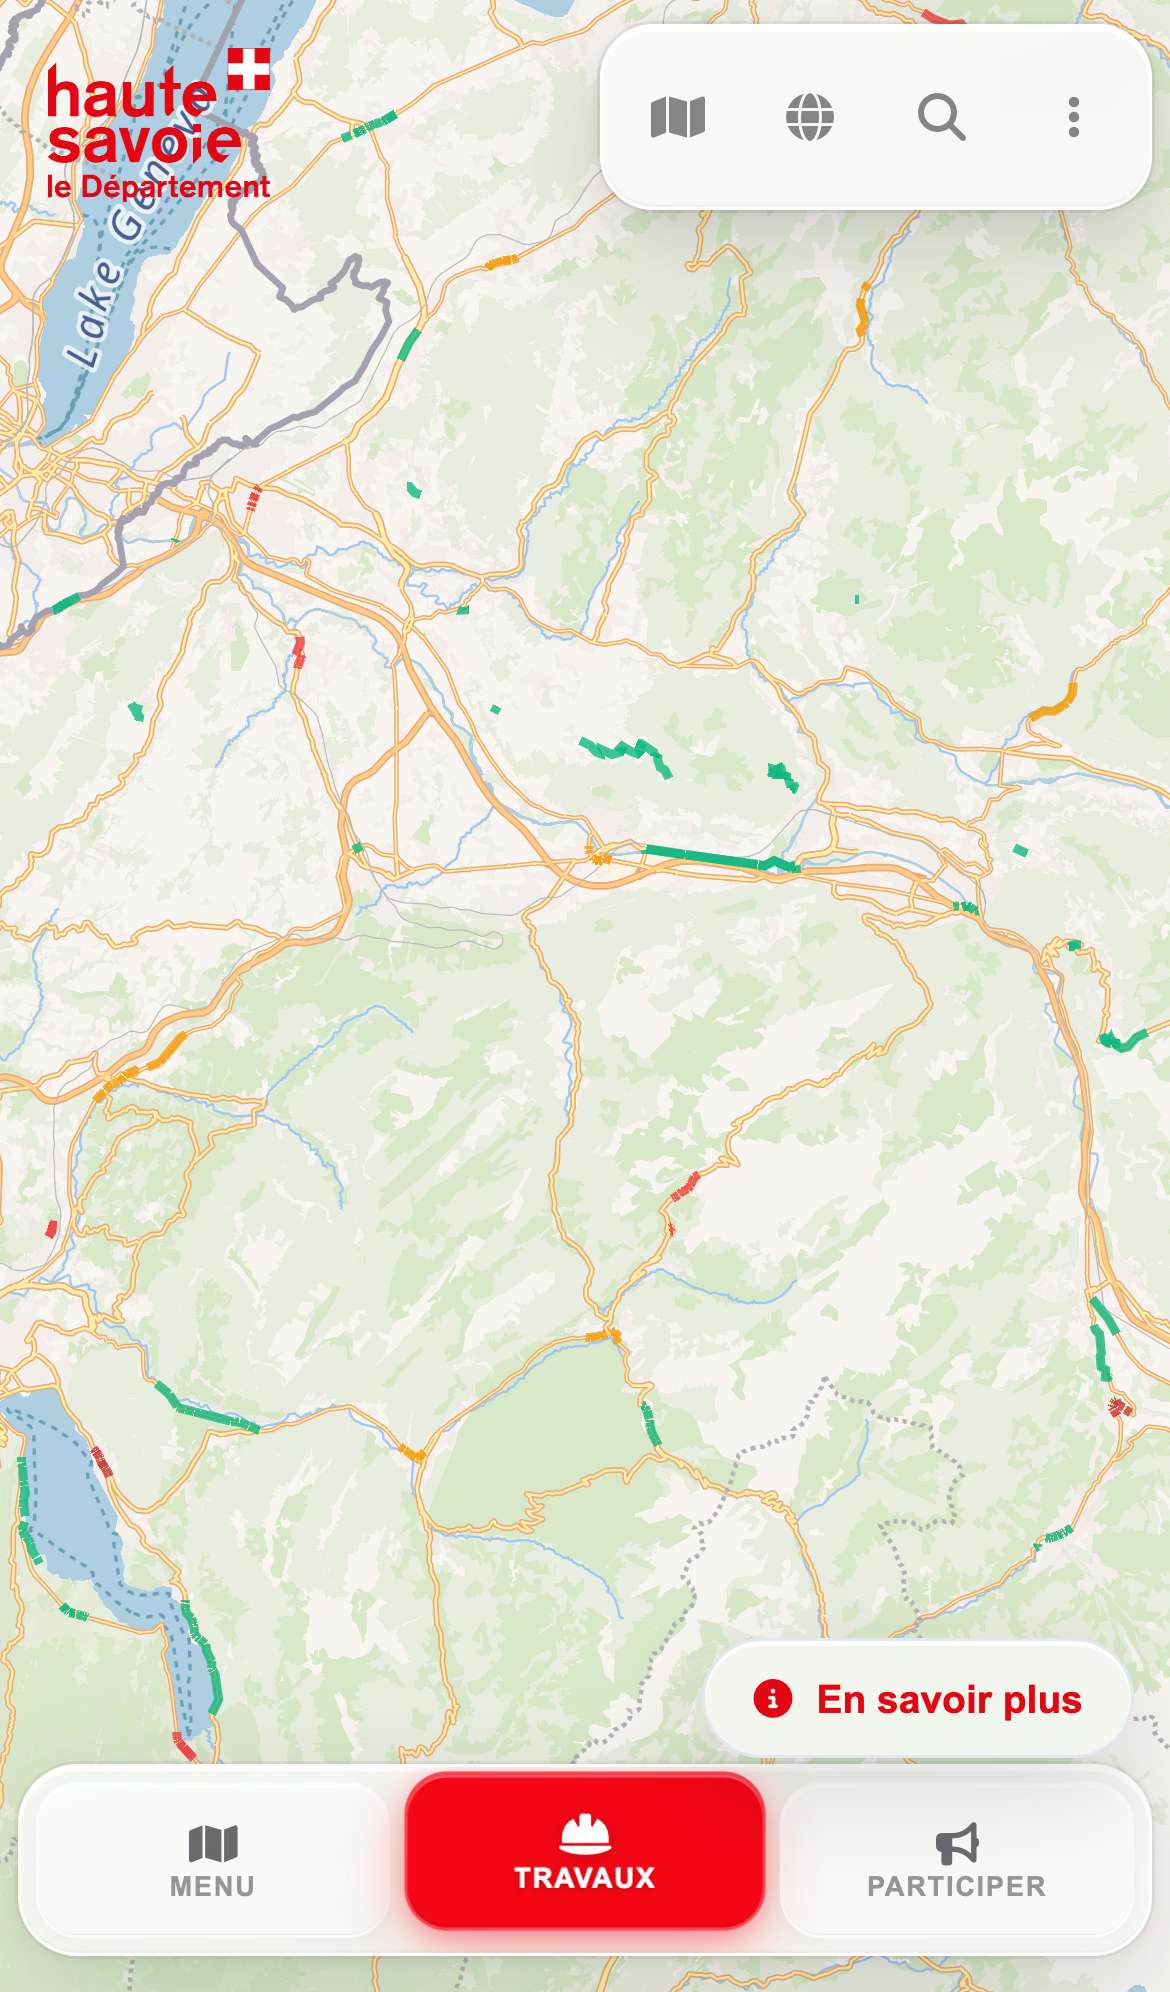 haute
savoie
le Département
Lake Geneva
En savoir plus
MENU
TRAVAUX
PARTICIPER